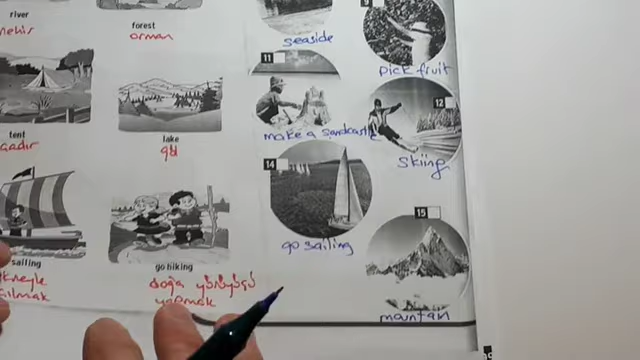 river
nehir
forest
orman
seaside
pick fruit
tent
çadır
lake
göl
11
make a sandcastle
12
skiing
14
go sailing
sailing
go hiking
doğa yürüyüşü
yapmak
15
mountan